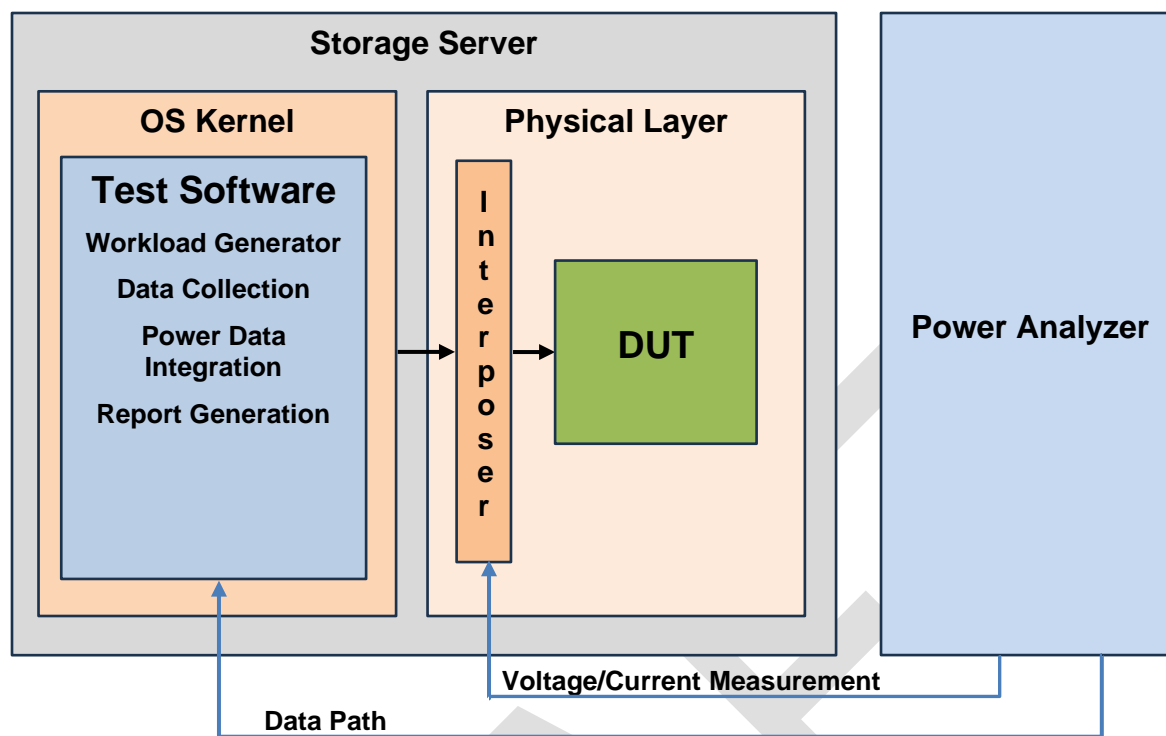 Storage Server
OS Kernel
Test Software
Workload Generator
Data Collection
Power Data
Integration
Report Generation
Physical Layer
Interposer
DUT
Power Analyzer
Voltage/Current Measurement
Data Path